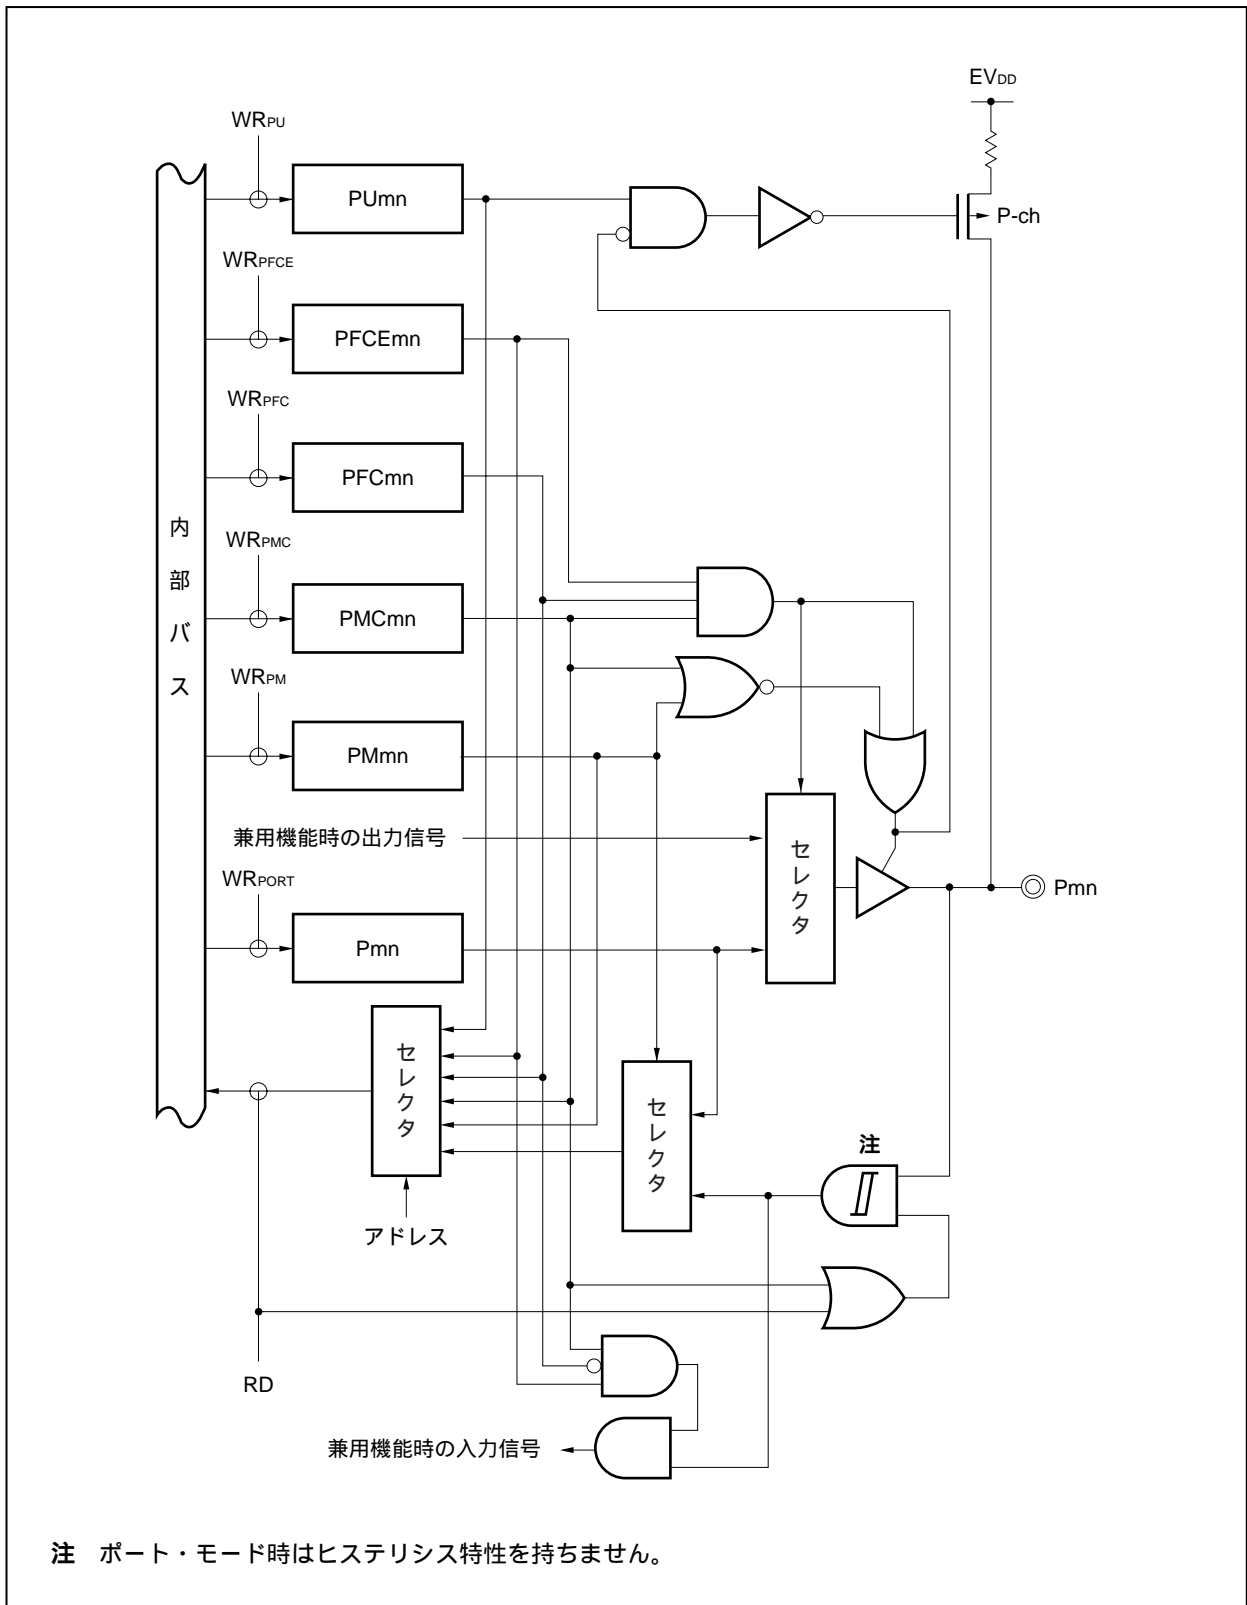 EVDD
WRPU
PUmn
P-ch
WRPFCE
PFCEmn
WRPFC
PFCmn
内部バス
WRPMC
PMCmn
WRPM
PMmn
兼用機能時の出力信号
セレクタ
WRPORT
Pmn
Pmn
セレクタ
セレクタ
注
アドレス
RD
兼用機能時の入力信号
注 ポート・モード時はヒステリシス特性を持ちません。